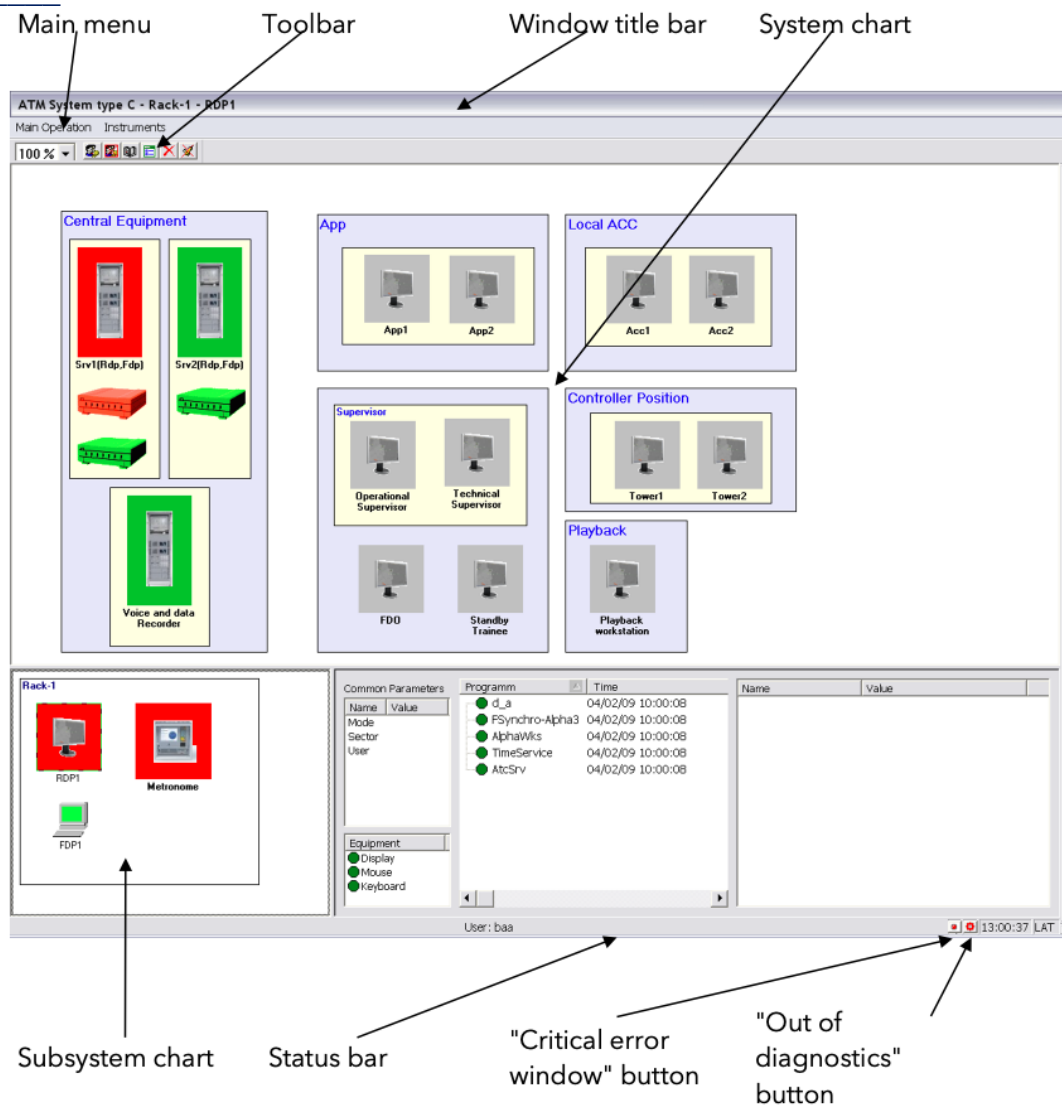 Main menu
Toolbar
Window title bar
System chart
ATM System type C - Rack-1 - RDP1
Main Operation Instruments
100 %
Central Equipment
Srv1(Rdp,Fdp)
Srv2(Rdp,Fdp)
Voice and data
Recorder
App
App1
App2
Local ACC
Acc1
Acc2
Supervisor
Operational
Supervisor
Technical
Supervisor
FDO
Standby
Trainee
Controller Position
Tower1
Tower2
Playback
Playback
workstation
Rack-1
RDP1
Metronome
FDP1
Common Parameters
Name Value
Mode
Sector
User
Equipment
Display
Mouse
Keyboard
Programm Time
d_a 04/02/09 10:00:08
FSynchro-Alpha3 04/02/09 10:00:08
AlphaWks 04/02/09 10:00:08
TimeService 04/02/09 10:00:08
AtcSrv 04/02/09 10:00:08
Name Value
User: baa
13:00:37 LAT
Subsystem chart
Status bar
"Critical error
window" button
"Out of
diagnostics"
button